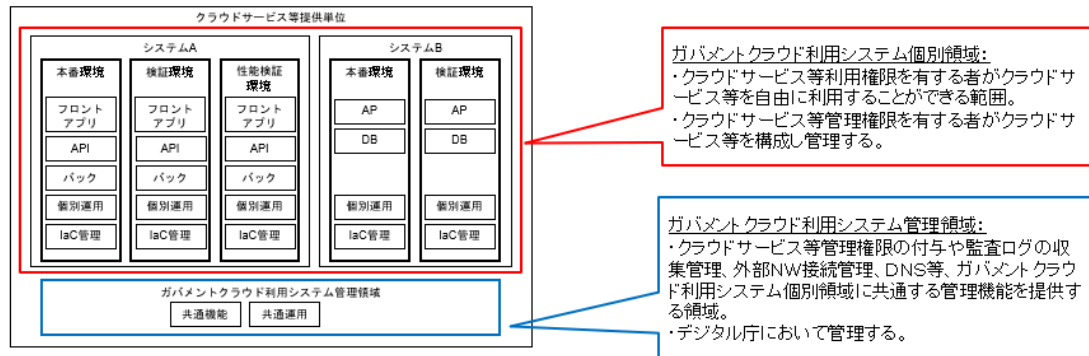 クラウドサービス等提供単位
システムA
本番環境
フロント
アプリ
API
バック
個別運用
IaC管理
検証環境
フロント
アプリ
API
バック
個別運用
IaC管理
性能検証
環境
フロント
アプリ
API
バック
個別運用
IaC管理
システムB
本番環境
AP
DB
個別運用
IaC管理
検証環境
AP
DB
個別運用
IaC管理
ガバメントクラウド利用システム管理領域
共通機能
共通運用
ガバメントクラウド利用システム個別領域:
・クラウドサービス等利用権限を有する者がクラウドサ
ービス等を自由に利用することができる範囲。
・クラウドサービス等管理権限を有する者がクラウドサ
ービス等を構成し管理する。
ガバメントクラウド利用システム管理領域:
・クラウドサービス等管理権限の付与や監査ログの収
集管理、外部NW接続管理、DNS等、ガバメントクラウ
ド利用システム個別領域に共通する管理機能を提供す
る領域。
・デジタル庁において管理する。